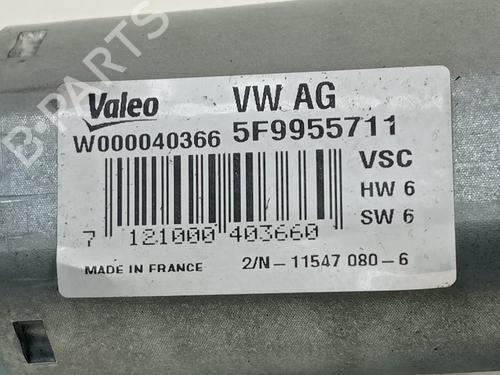 B-PARTS
Valeo VW AG
W000040366 5F9955711
VSC
HW 6
SW 6
7 121000 403660
MADE IN FRANCE 2/N - 11547 080 - 6